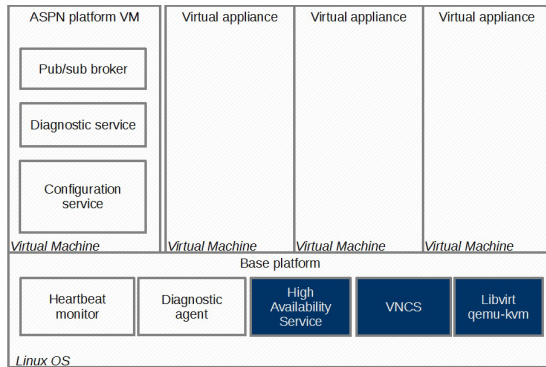 ASPN platform VM
Virtual appliance
Virtual appliance
Virtual appliance
Pub/sub broker
Diagnostic service
Configuration
service
Virtual Machine
Virtual Machine
Virtual Machine
Virtual Machine
Base platform
Heartbeat
monitor
Diagnostic
agent
High
Availability
Service
VNCS
Libvirt
qemu-kvm
Linux OS